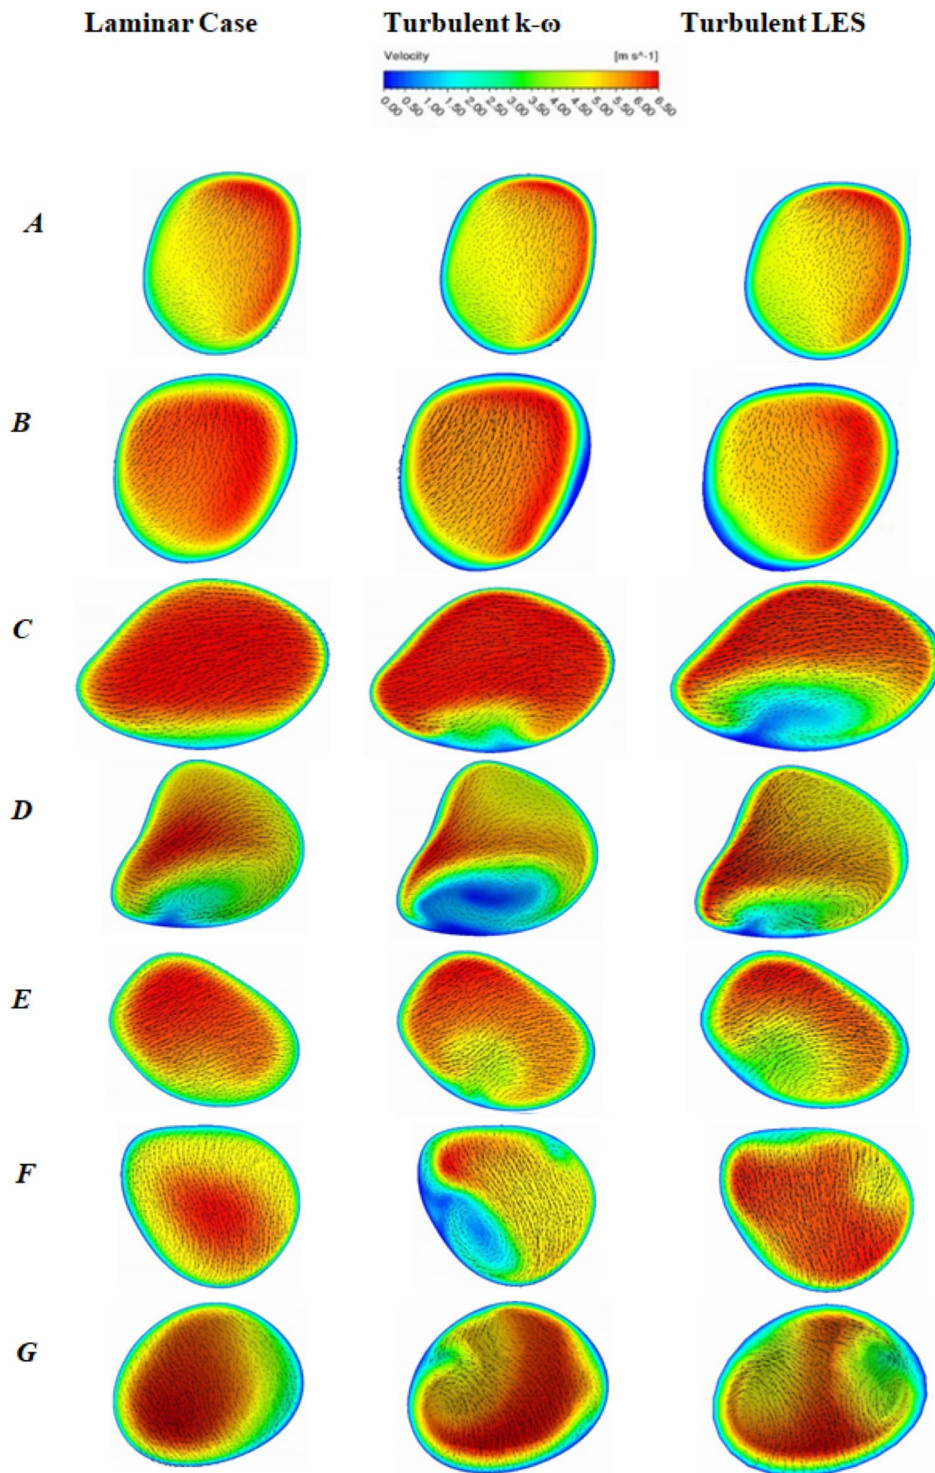 Laminar Case Turbulent k-ω Turbulent LES
Velocity [m s^-1]
0.00 0.50 1.00 1.50 2.00 2.50 3.00 3.50 4.00 4.50 5.00 5.50 6.00 6.50
A
B
C
D
E
F
G